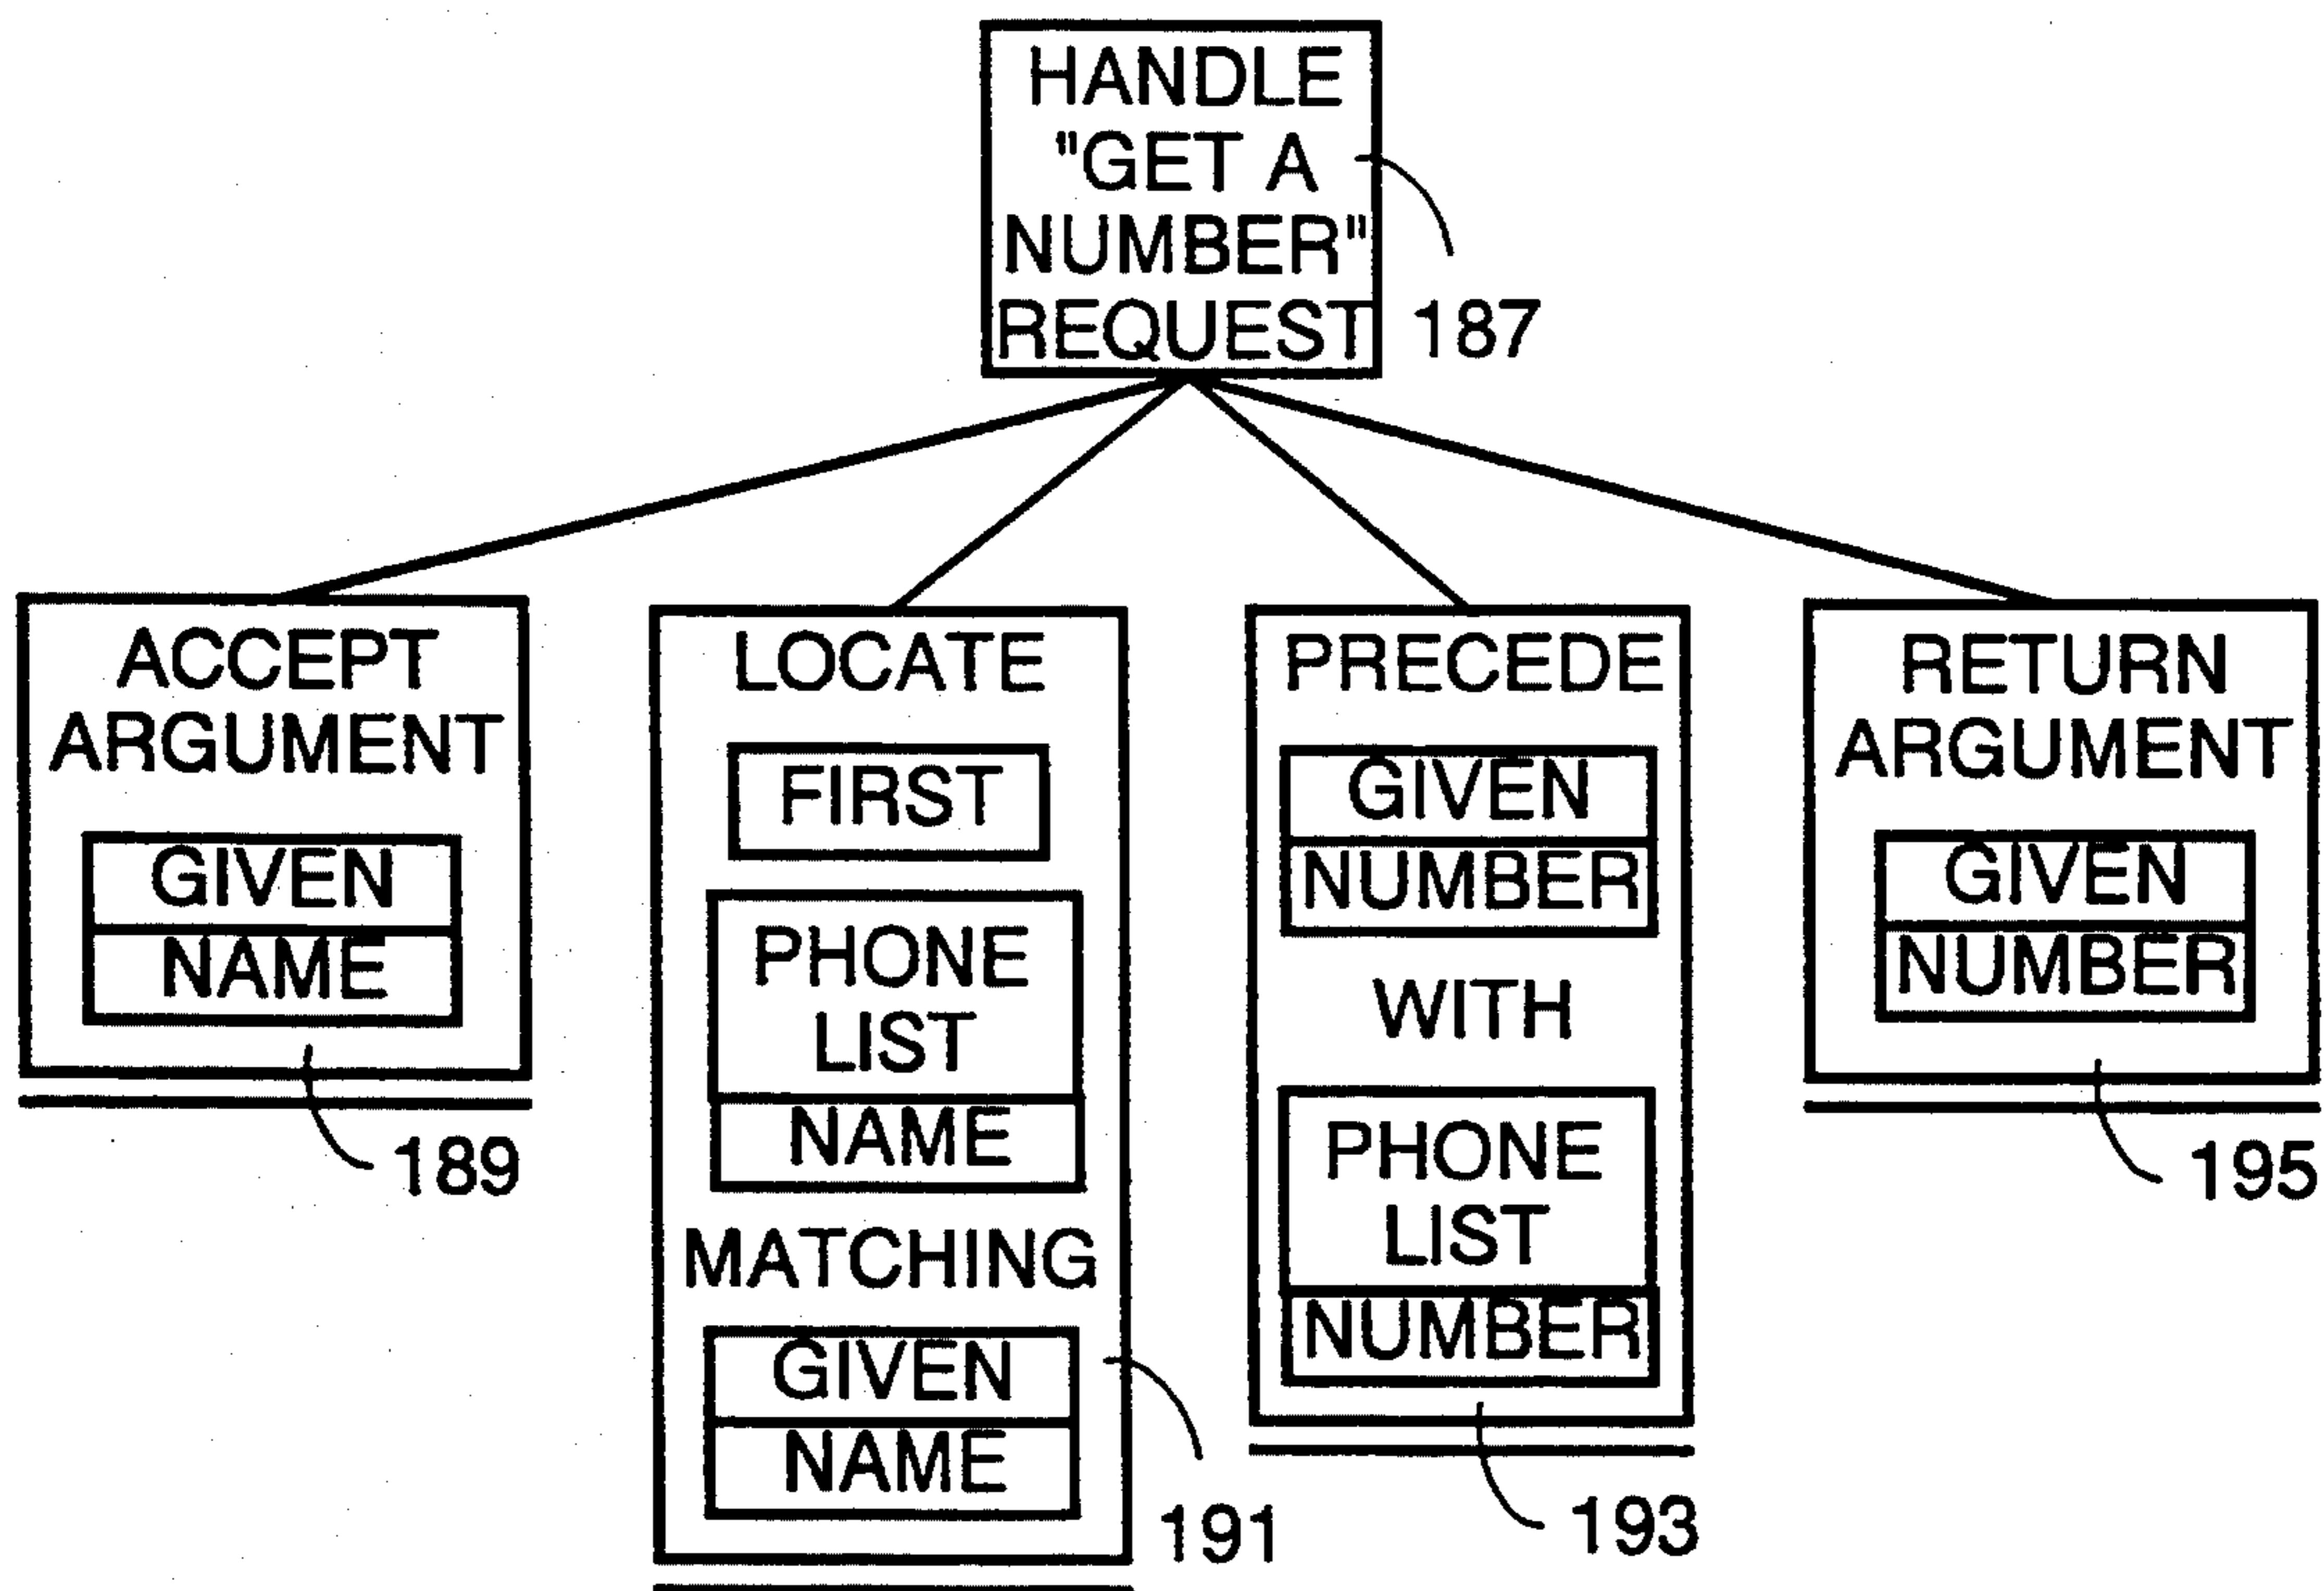 HANDLE
"GET A
NUMBER"
REQUEST
187
ACCEPT
ARGUMENT
GIVEN
NAME
189
LOCATE
FIRST
PHONE
LIST
NAME
MATCHING
GIVEN
NAME
191
PRECEDE
GIVEN
NUMBER
WITH
PHONE
LIST
NUMBER
193
RETURN
ARGUMENT
GIVEN
NUMBER
195